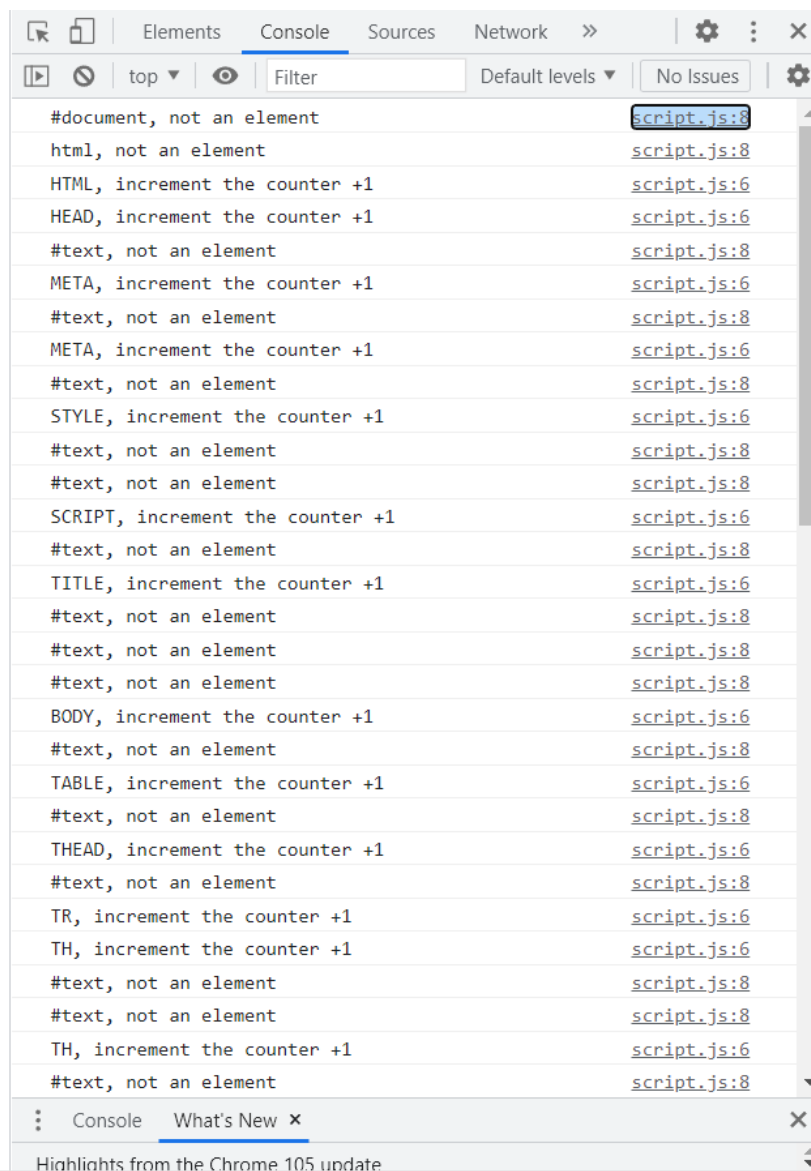 Elements Console Sources Network »
top ▼ Filter Default levels ▼ No Issues
#document, not an element script.js:8
html, not an element script.js:8
HTML, increment the counter +1 script.js:6
HEAD, increment the counter +1 script.js:6
#text, not an element script.js:8
META, increment the counter +1 script.js:6
#text, not an element script.js:8
META, increment the counter +1 script.js:6
#text, not an element script.js:8
STYLE, increment the counter +1 script.js:6
#text, not an element script.js:8
#text, not an element script.js:8
SCRIPT, increment the counter +1 script.js:6
#text, not an element script.js:8
TITLE, increment the counter +1 script.js:6
#text, not an element script.js:8
#text, not an element script.js:8
#text, not an element script.js:8
BODY, increment the counter +1 script.js:6
#text, not an element script.js:8
TABLE, increment the counter +1 script.js:6
#text, not an element script.js:8
THEAD, increment the counter +1 script.js:6
#text, not an element script.js:8
TR, increment the counter +1 script.js:6
TH, increment the counter +1 script.js:6
#text, not an element script.js:8
#text, not an element script.js:8
TH, increment the counter +1 script.js:6
#text, not an element script.js:8
Console What's New ×
Highlights from the Chrome 105 update